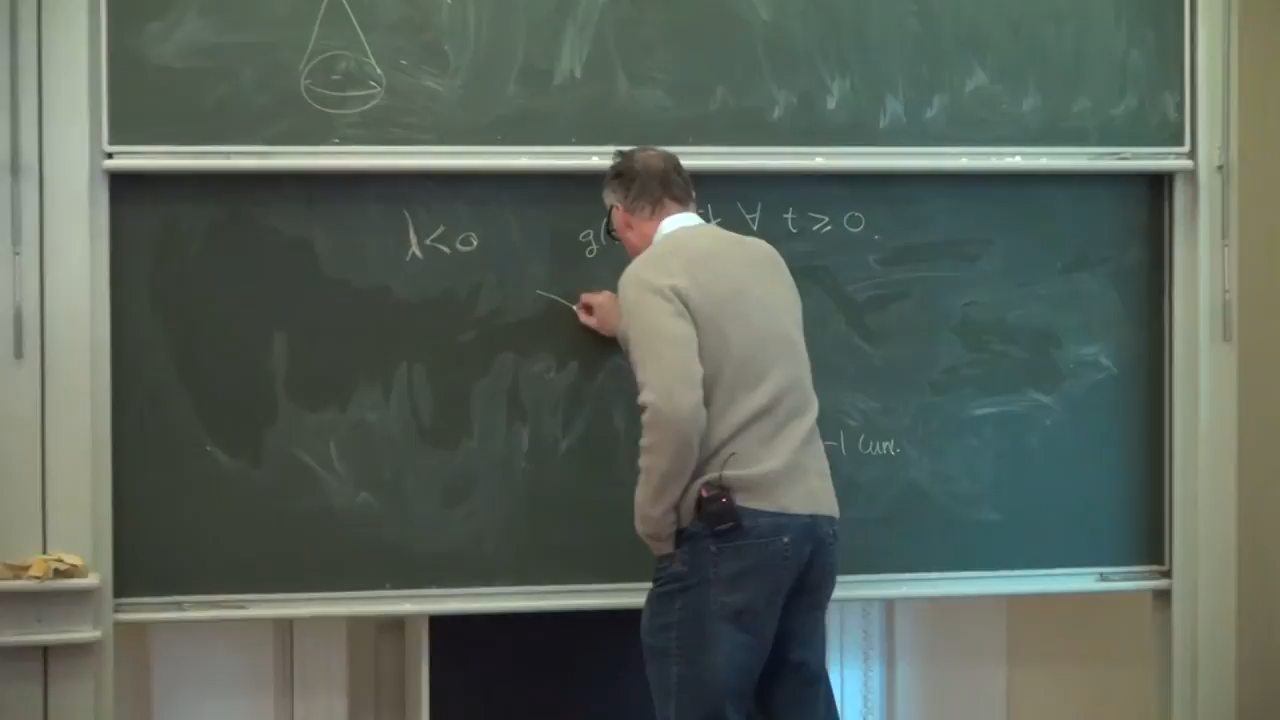 λ<0 g( ∀ t ≥ 0.
-1 curv.